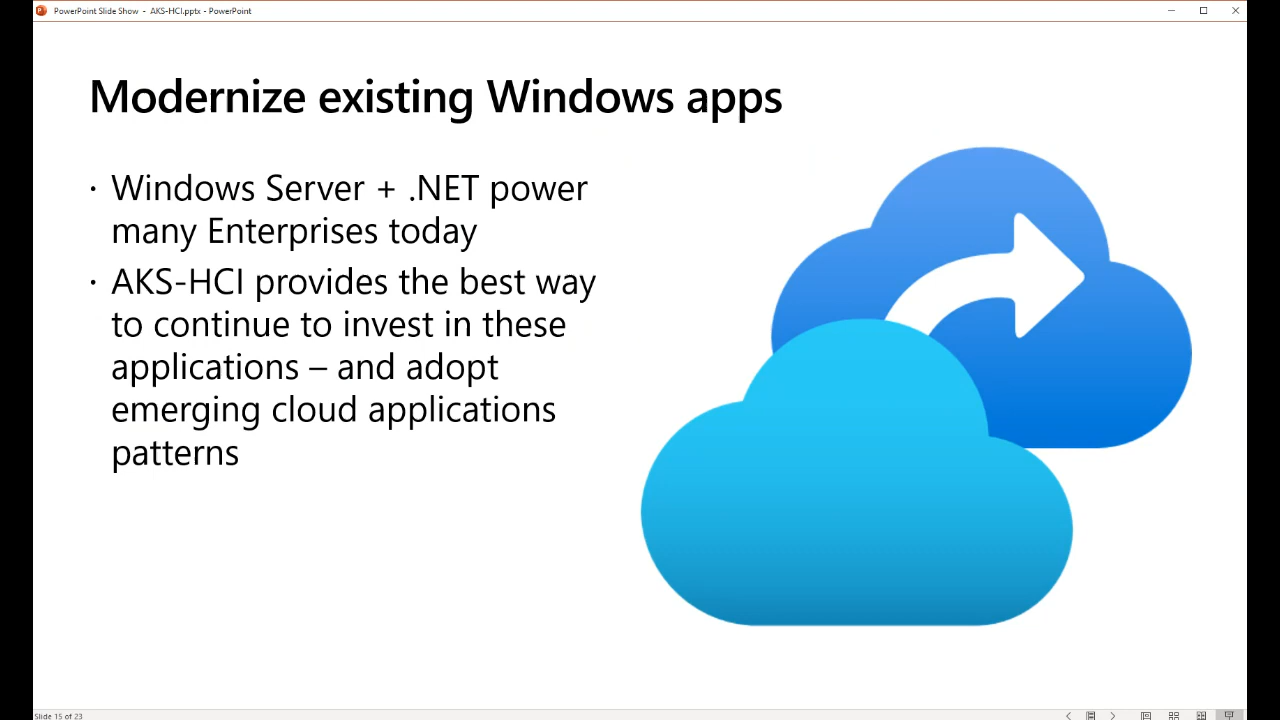 PowerPoint Slide Show - AKS-HCI.pptx - PowerPoint
Modernize existing Windows apps
· Windows Server + .NET power
many Enterprises today
· AKS-HCI provides the best way
to continue to invest in these
applications – and adopt
emerging cloud applications
patterns
Slide 15 of 23